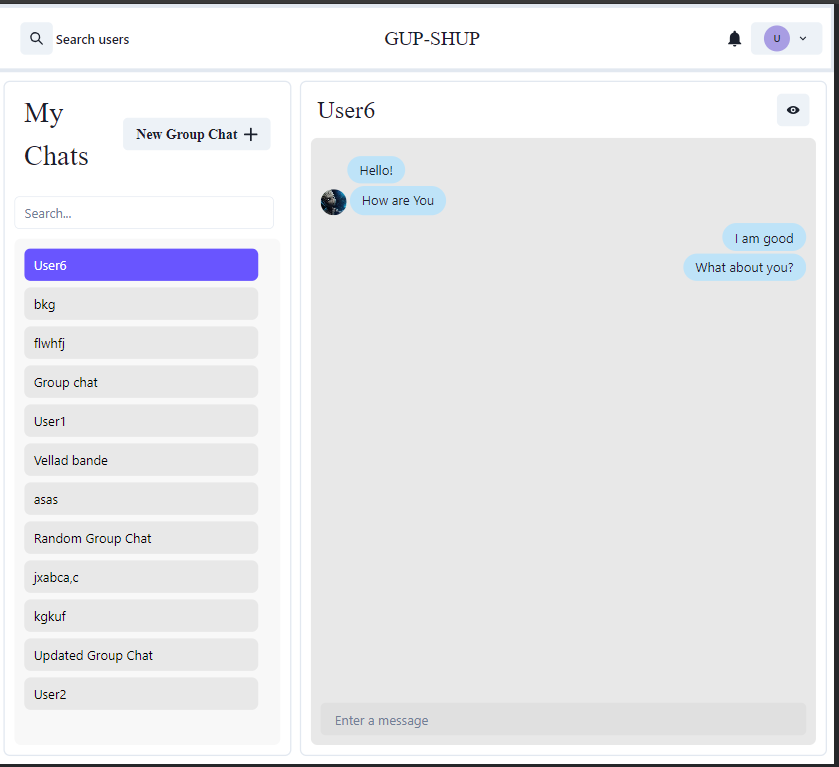 Search users
GUP-SHUP
U
My
Chats
New Group Chat
Search...
User6
bkg
flwhfj
Group chat
User1
Vellad bande
asas
Random Group Chat
jxabca,c
kgkuf
Updated Group Chat
User2
User6
Hello!
How are You
I am good
What about you?
Enter a message